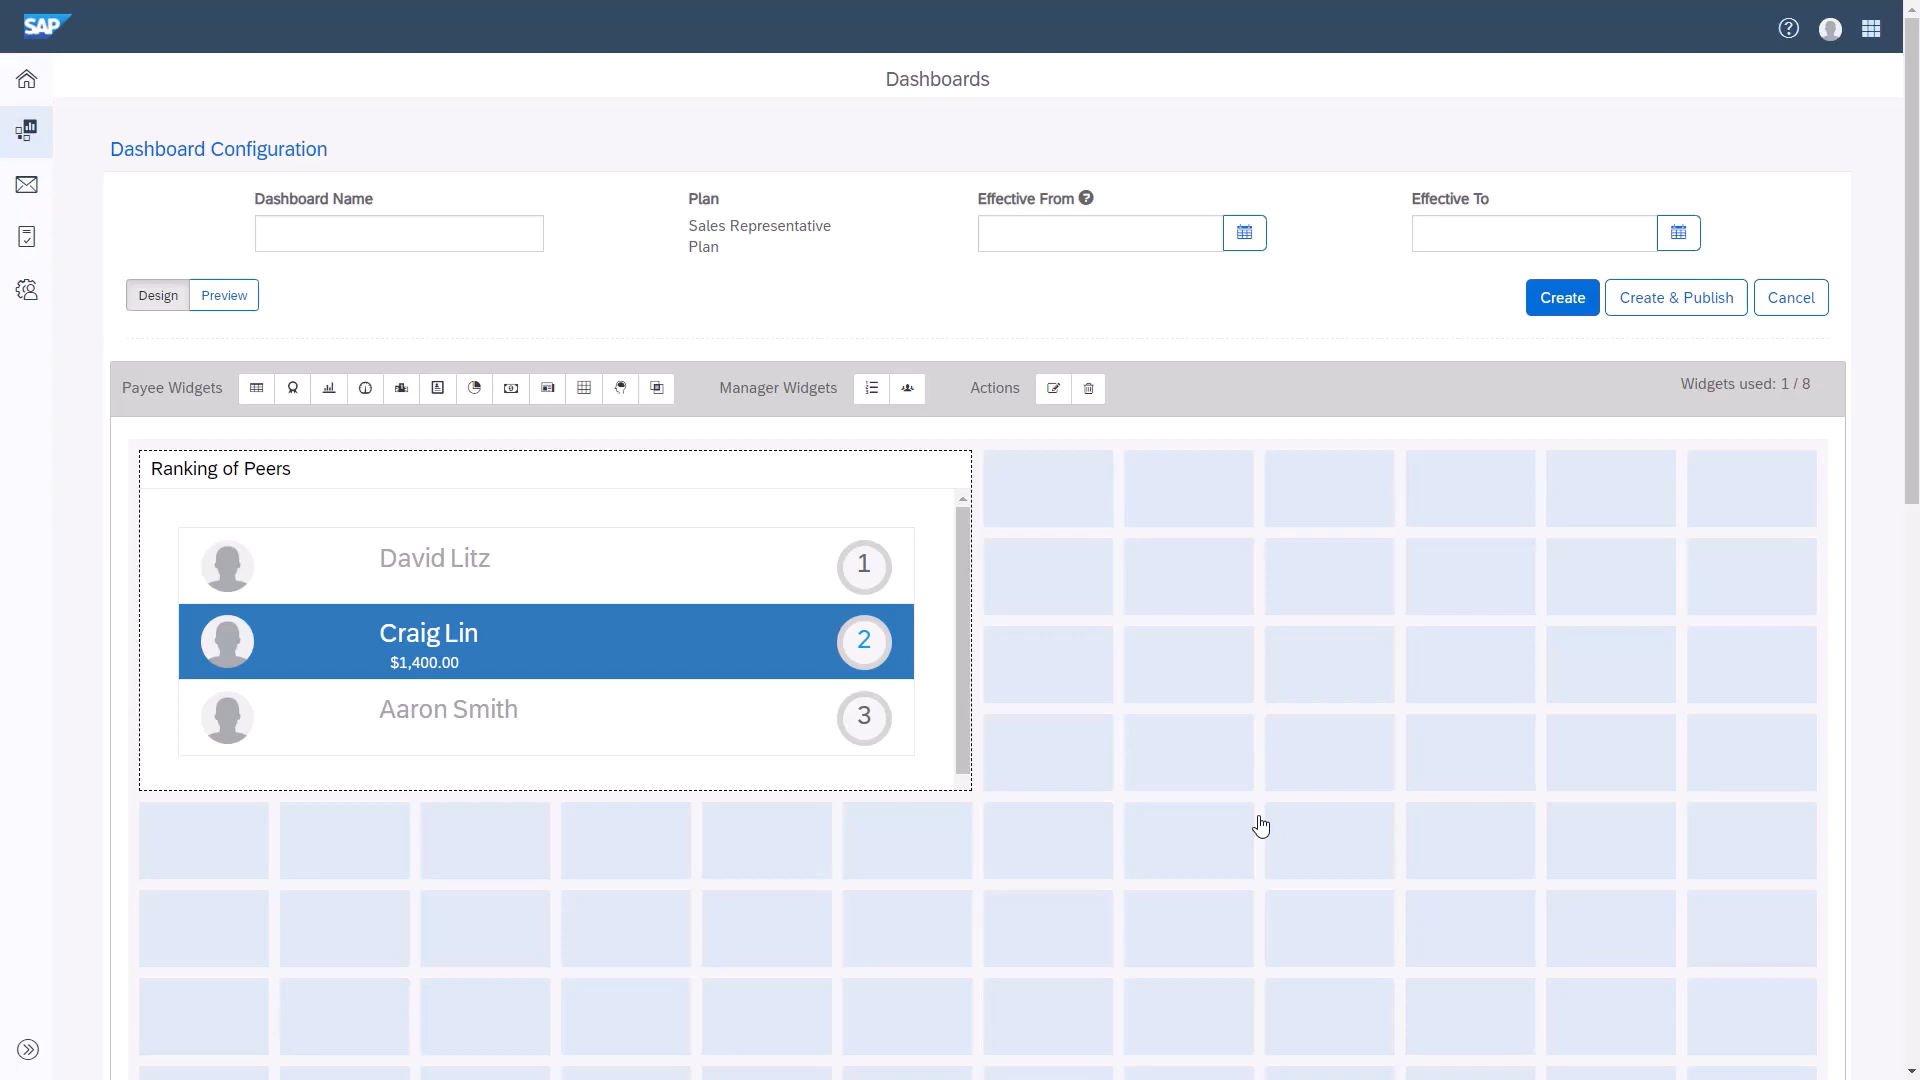 SAP
Dashboards
Dashboard Configuration
Dashboard Name
Plan
Effective From
Effective To
Sales Representative
Plan
Design
Preview
Create
Create & Publish
Cancel
Payee Widgets
Manager Widgets
Actions
Widgets used: 1 / 8
Ranking of Peers
David Litz
1
Craig Lin
$1,400.00
2
Aaron Smith
3